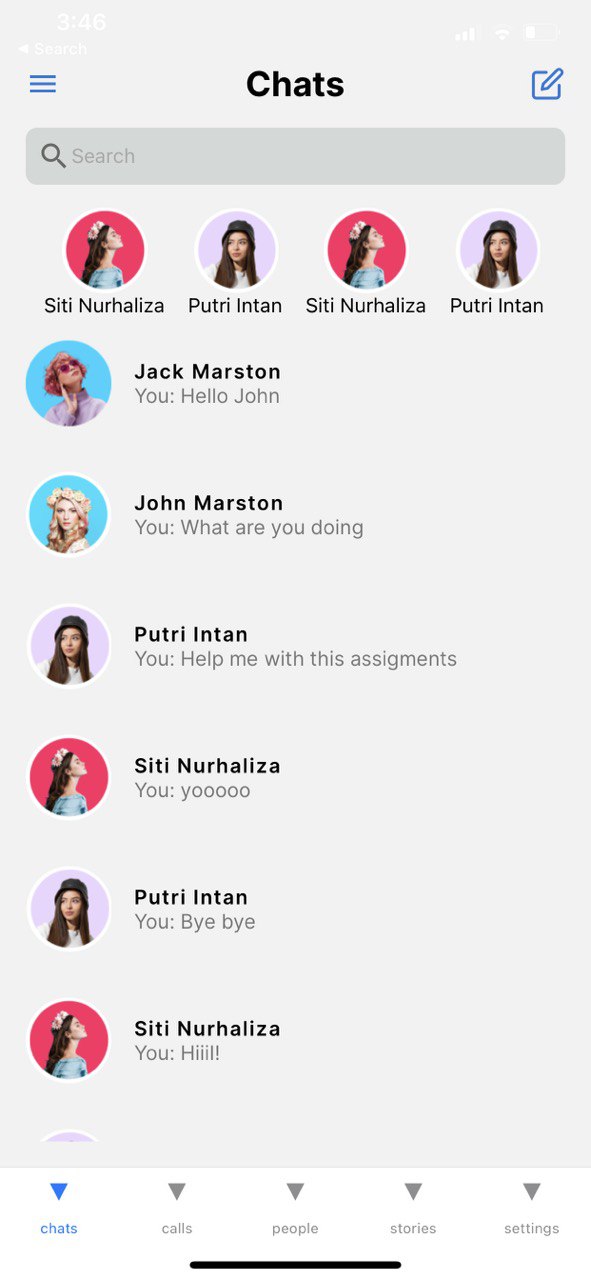 3:46
◀ Search
Chats
Search
Siti Nurhaliza Putri Intan Siti Nurhaliza Putri Intan
Jack Marston
You: Hello John
John Marston
You: What are you doing
Putri Intan
You: Help me with this assigments
Siti Nurhaliza
You: yooooo
Putri Intan
You: Bye bye
Siti Nurhaliza
You: Hiiil!
chats calls people stories settings